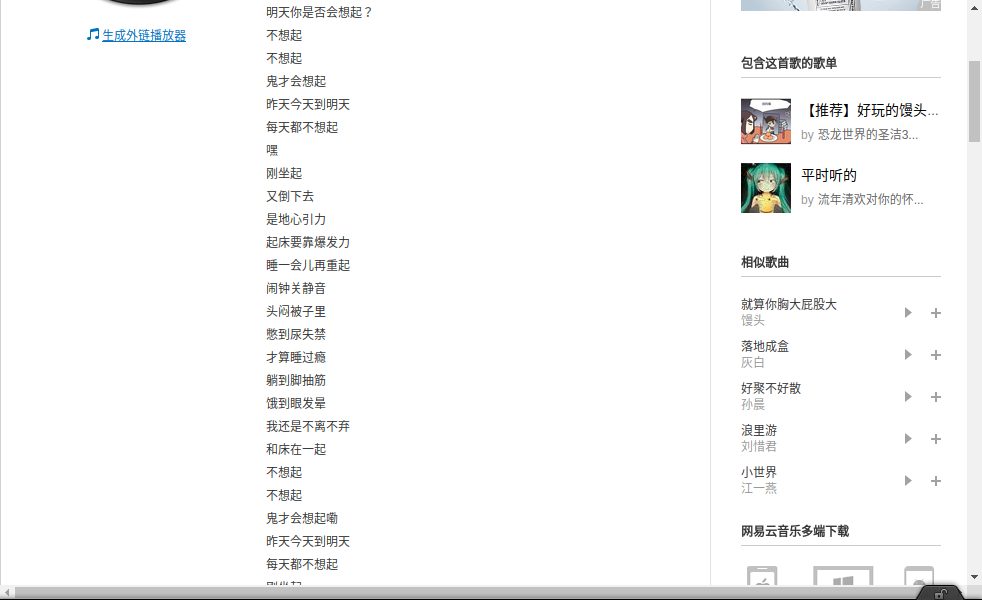 生成外链播放器
明天你是否会想起？
不想起
不想起
鬼才会想起
昨天今天到明天
每天都不想起
嘿
刚坐起
又倒下去
是地心引力
起床要靠爆发力
睡一会儿再重起
闹钟关静音
头闷被子里
憋到尿失禁
才算睡过瘾
躺到脚抽筋
饿到眼发晕
我还是不离不弃
和床在一起
不想起
不想起
鬼才会想起嘞
昨天今天到明天
每天都不想起
刚坐起
广告
包含这首歌的歌单
【推荐】好玩的馒头...
by 恐龙世界的圣洁3...
平时听的
by 流年清欢对你的怀...
相似歌曲
就算你胸大屁股大
馒头
落地成盒
灰白
好聚不好散
孙晨
浪里游
刘惜君
小世界
江一燕
网易云音乐多端下载